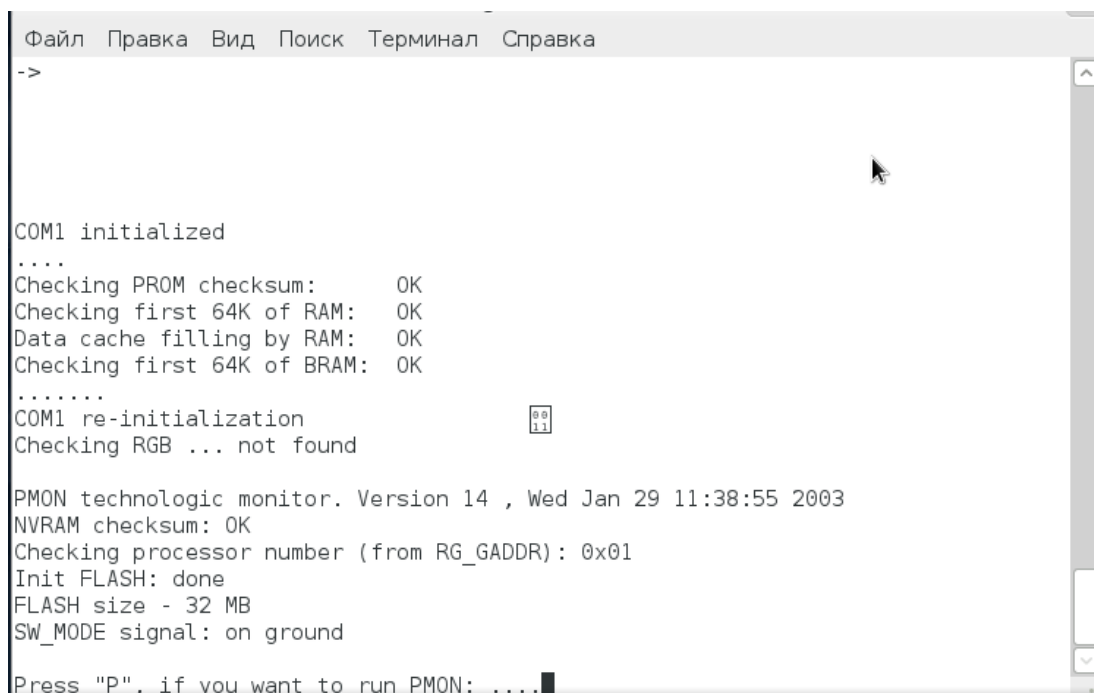 Файл Правка Вид Поиск Терминал Справка
->
COM1 initialized
....
Checking PROM checksum: OK
Checking first 64K of RAM: OK
Data cache filling by RAM: OK
Checking first 64K of BRAM: OK
.......
COM1 re-initialization 0011
Checking RGB ... not found
PMON technologic monitor. Version 14 , Wed Jan 29 11:38:55 2003
NVRAM checksum: OK
Checking processor number (from RG_GADDR): 0x01
Init FLASH: done
FLASH size - 32 MB
SW_MODE signal: on ground
Press "P", if you want to run PMON: ....